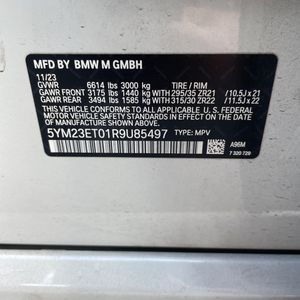 MFD BY BMW M GMBH
11/23
GVWR 6614 lbs 3000 kg TIRE / RIM
GAWR FRONT 3175 lbs 1440 kg 295/35 ZR21 /10.5J x 21
GAWR REAR 3494 lbs 1585 kg 315/30 ZR22 /11.5J x 22
THIS VEHICLE CONFORMS TO ALL APPLICABLE U.S.
FEDERAL MOTOR VEHICLE SAFETY STANDARDS IN
EFFECT ON THE DATE OF MANUFACTURE SHOWN ABOVE.
5YM23ET01R9U85497 TYPE: MPV
A96M
7 320 729